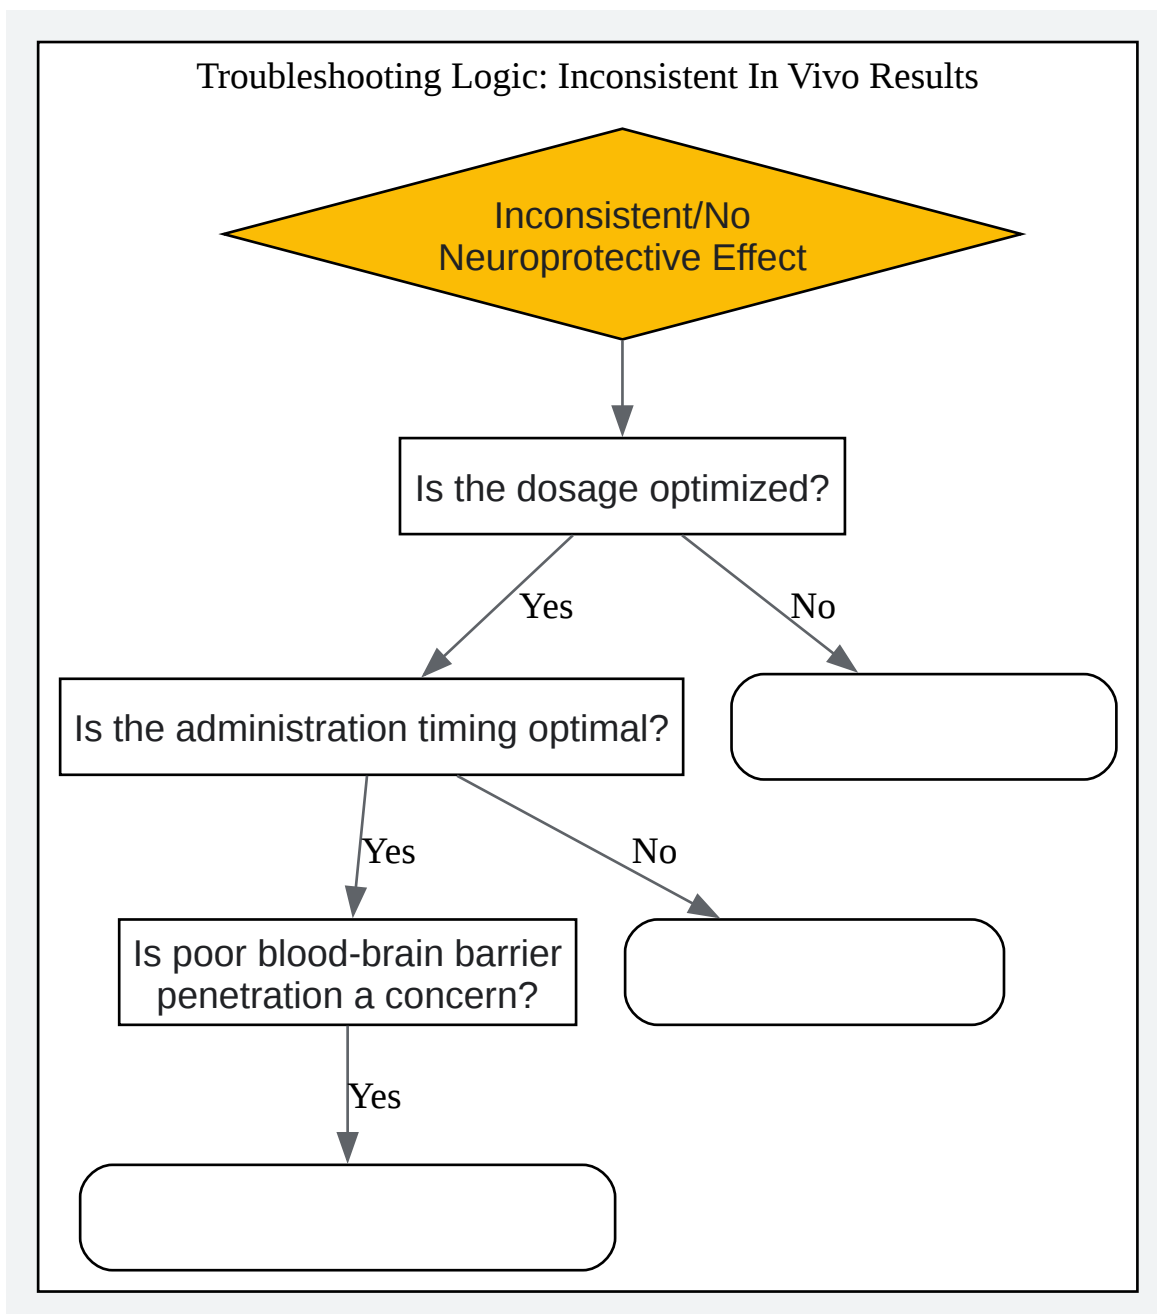 Troubleshooting Logic: Inconsistent In Vivo Results
Inconsistent/No
Neuroprotective Effect
Is the dosage optimized?
Yes
No
Is the administration timing optimal?
Yes
No
Is poor blood-brain barrier
penetration a concern?
Yes